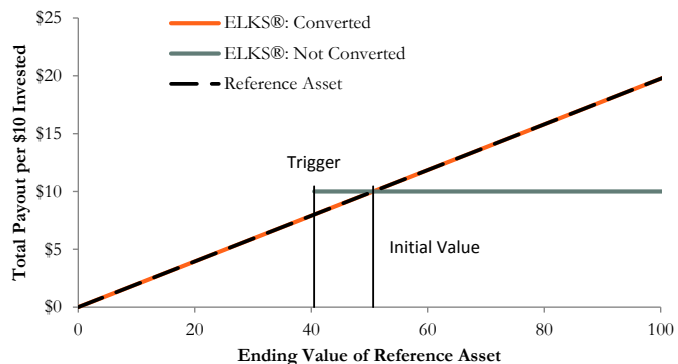 $25
$20
$15
$10
$5
$0
Total Payout per $10 Invested
ELKS®: Converted
ELKS®: Not Converted
Reference Asset
Trigger
Initial Value
0 20 40 60 80 100
Ending Value of Reference Asset